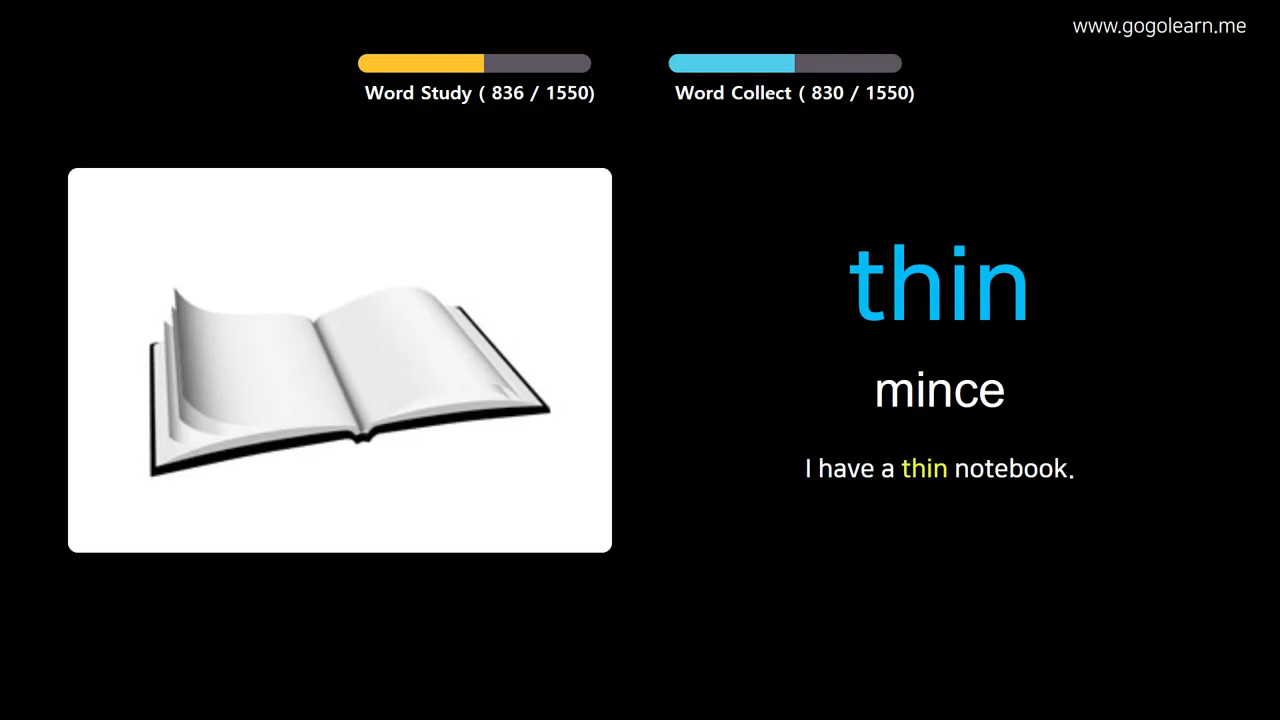 www.gogolearn.me
Word Study ( 836 / 1550)
Word Collect ( 830 / 1550)
thin
mince
I have a thin notebook.